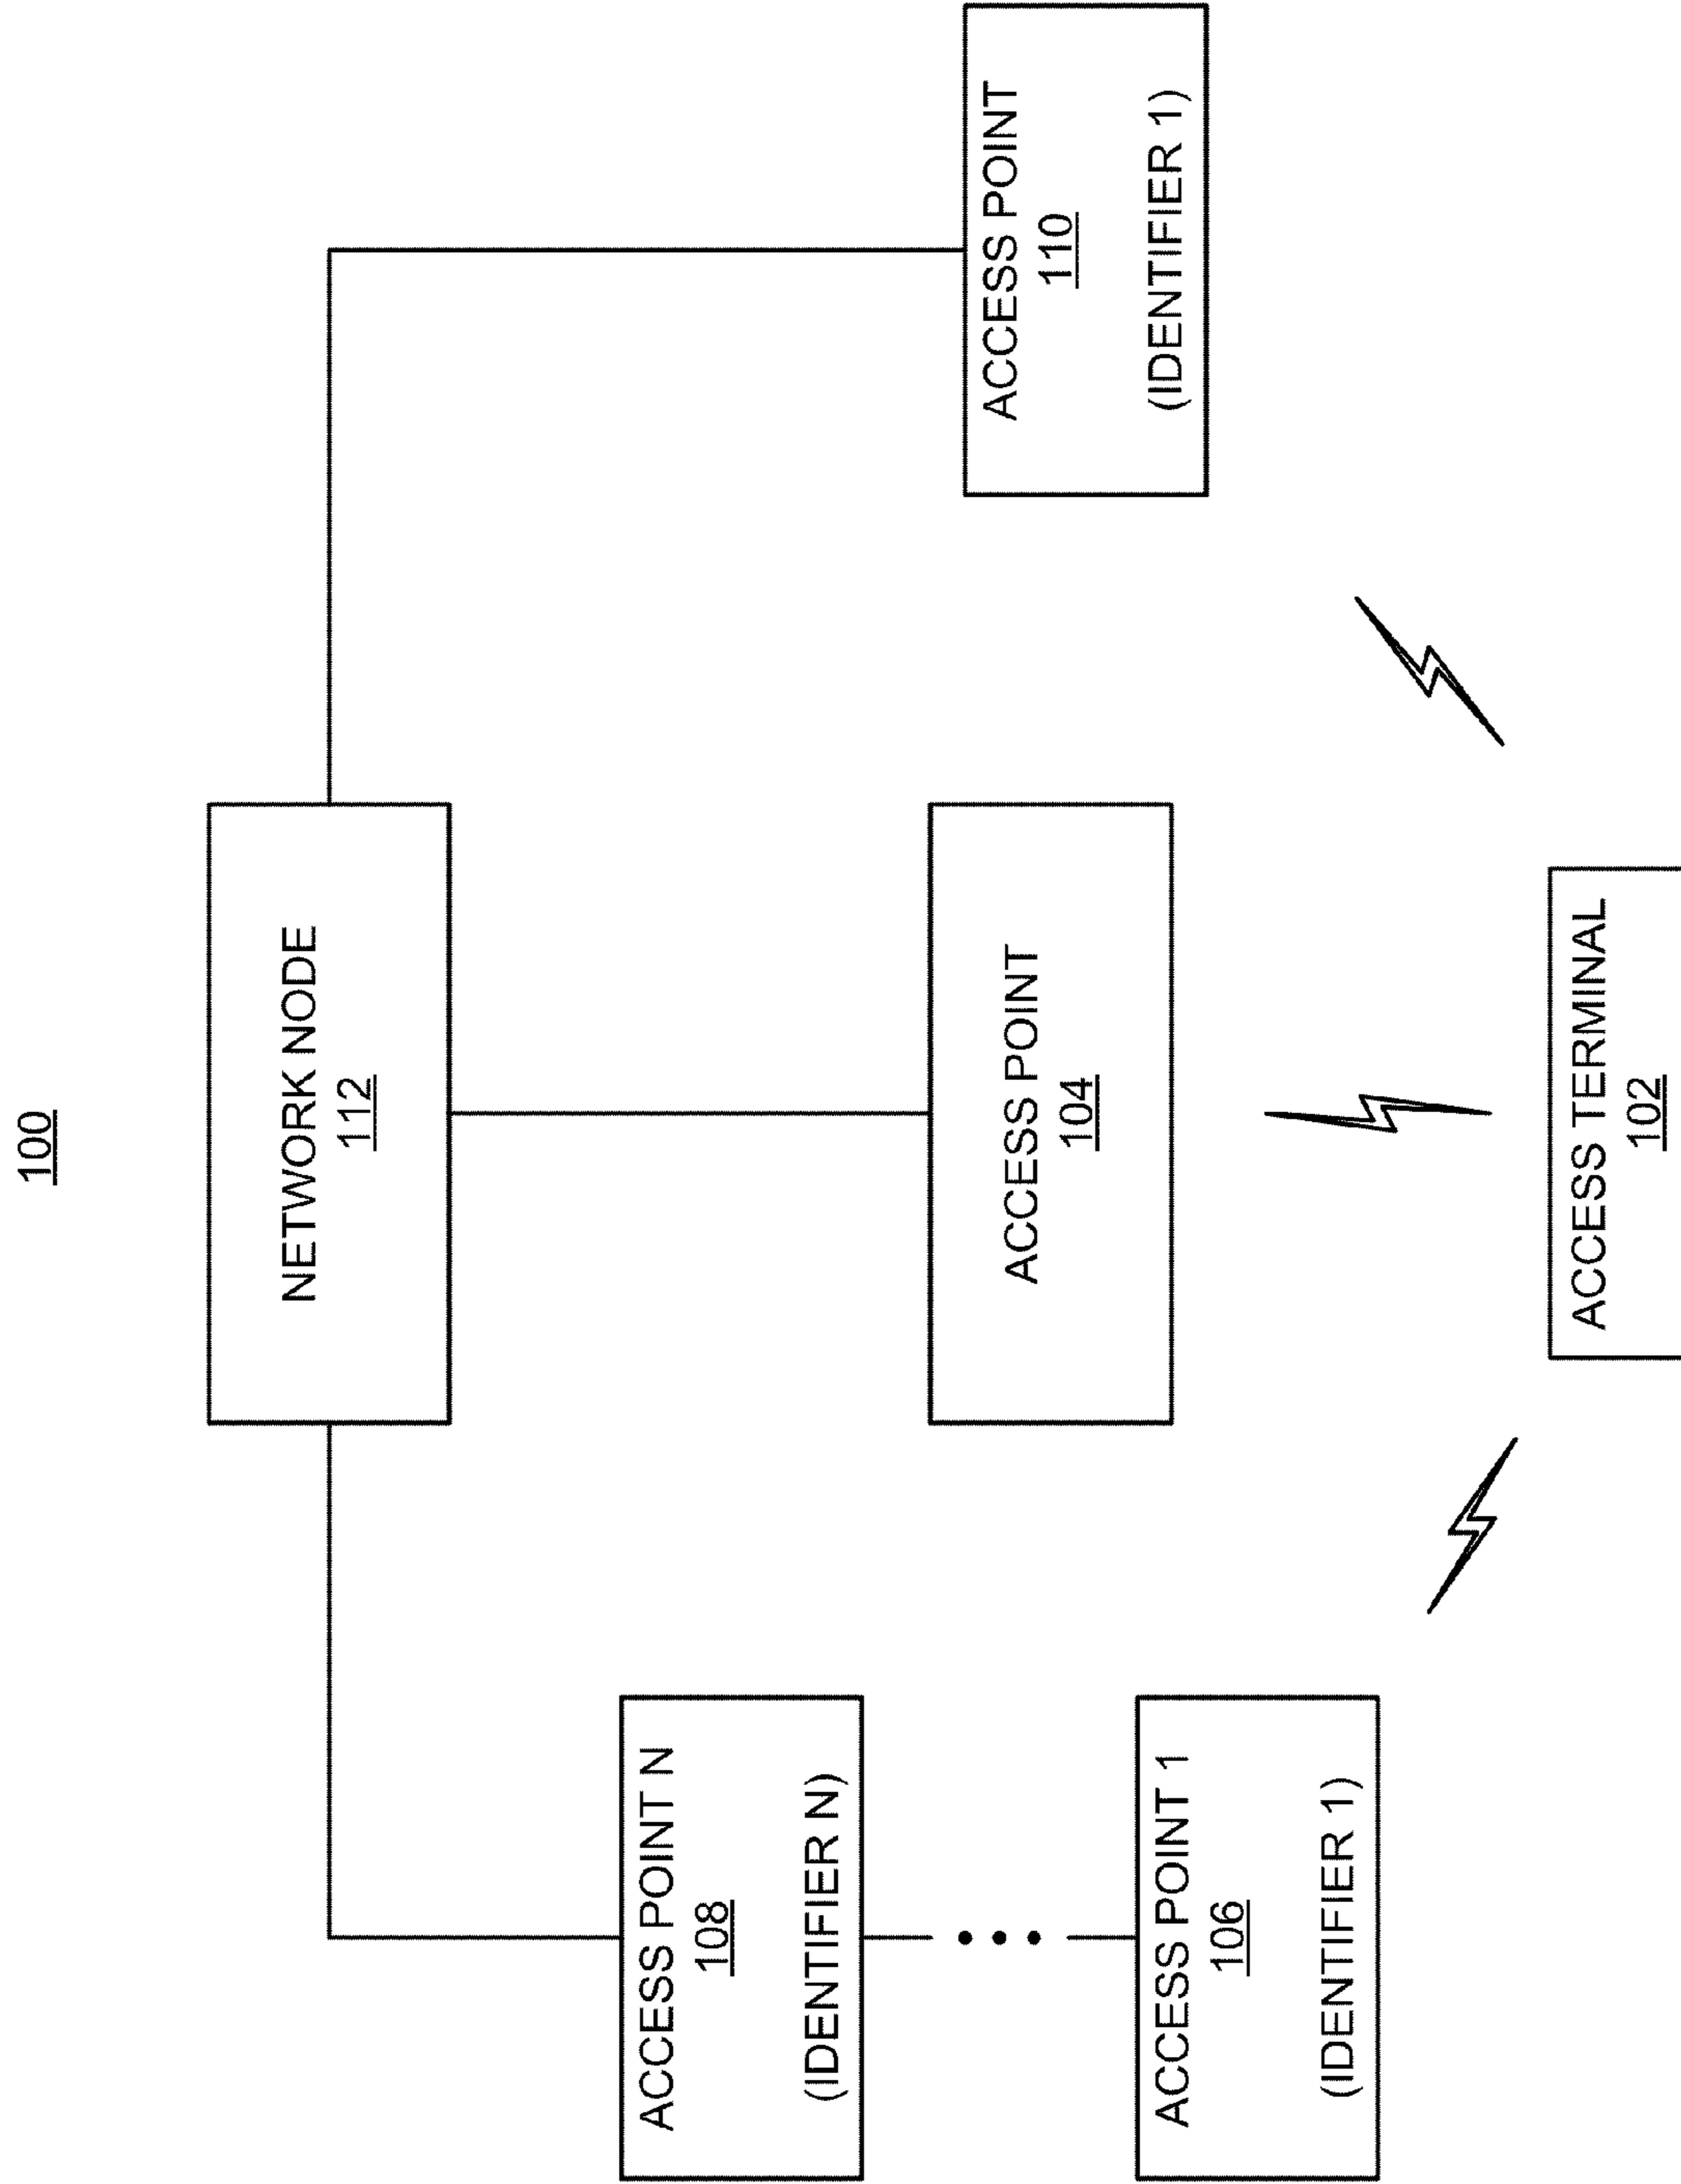 100
NETWORK NODE
112
ACCESS POINT N
108
(IDENTIFIER N)
ACCESS POINT
104
ACCESS POINT
110
(IDENTIFIER 1)
ACCESS POINT 1
106
(IDENTIFIER 1)
ACCESS TERMINAL
102